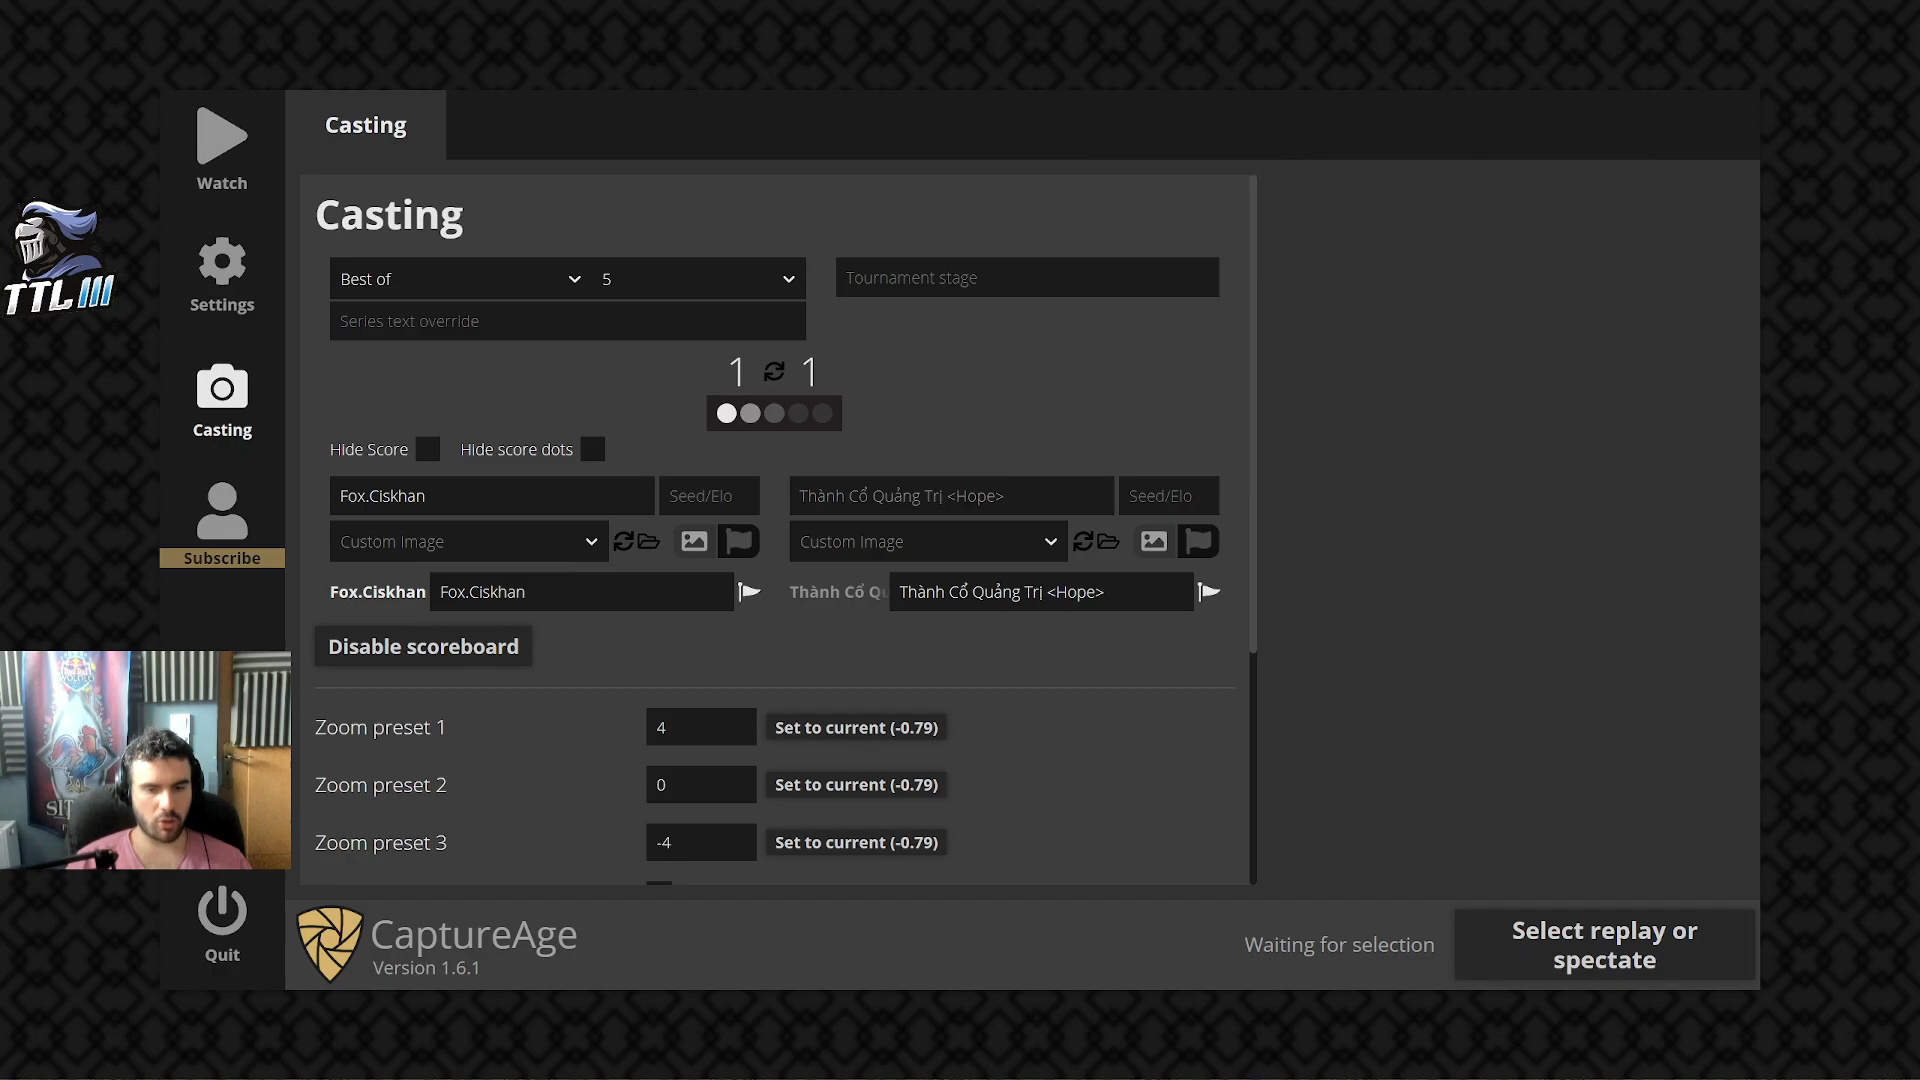 Casting
Watch
TTL III
Settings
Casting
Subscribe
Quit
Casting
Best of
5
Tournament stage
Series text override
1 1
Hide Score
Hide score dots
Fox.Ciskhan
Seed/Elo
Thành Cổ Quảng Trị <Hope>
Seed/Elo
Custom Image
Custom Image
Fox.Ciskhan
Fox.Ciskhan
Thành Cổ Qu
Thành Cổ Quảng Trị <Hope>
Disable scoreboard
Zoom preset 1
4
Set to current (-0.79)
Zoom preset 2
0
Set to current (-0.79)
Zoom preset 3
-4
Set to current (-0.79)
CaptureAge
Version 1.6.1
Waiting for selection
Select replay or
spectate